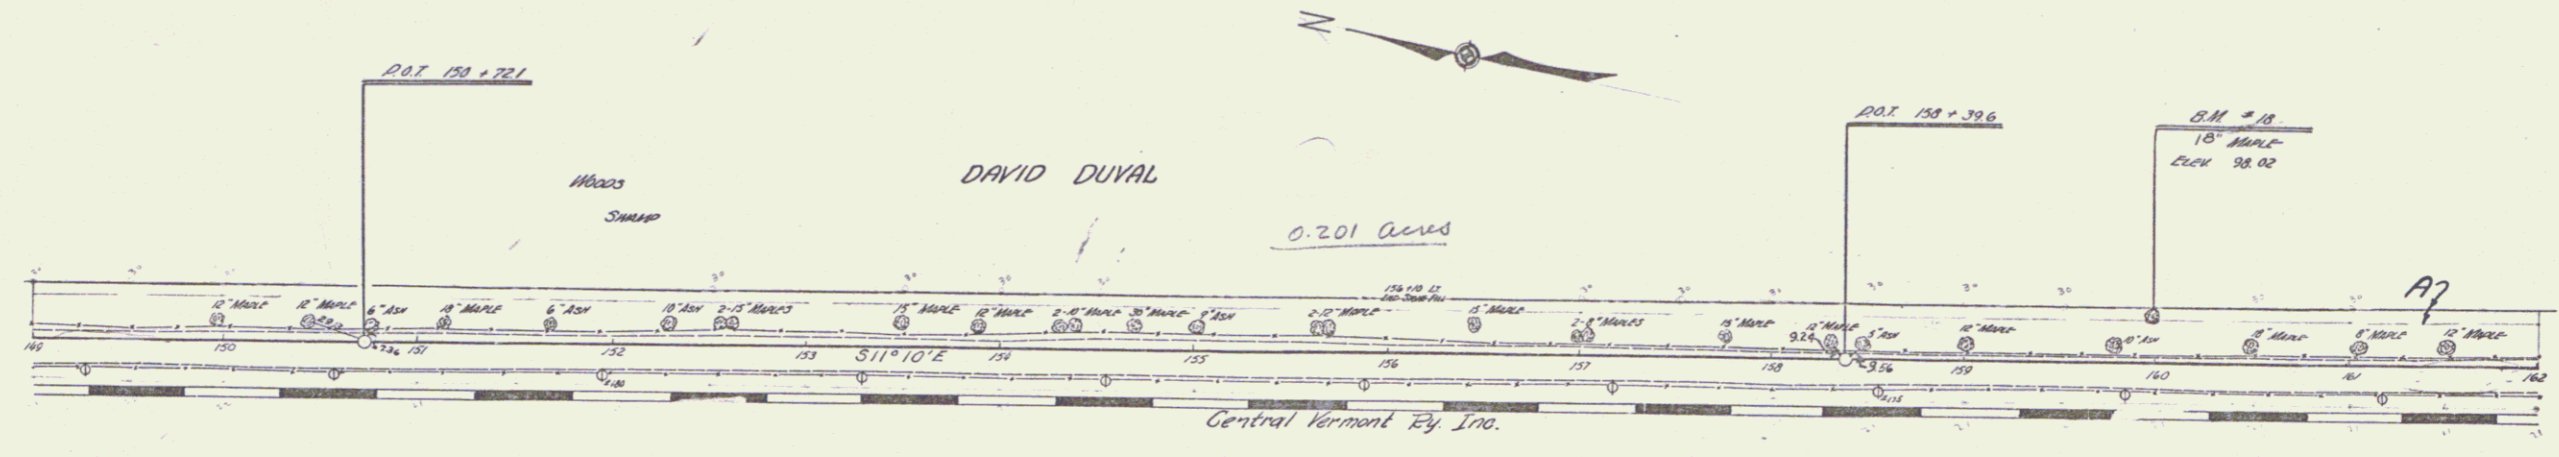 N
P.O.T. 150 + 72.1
P.O.T. 158 + 39.6
B.M. # 18
18" MAPLE
ELEV. 98.02
WOODS
SWAMP
DAVID DUVAL
0.201 acres
156 + 10 LT.
12" MAPLE
12" MAPLE
6" ASH
18" MAPLE
6" ASH
10" ASH
2-15" MAPLES
15" MAPLE
12" MAPLE
2-10" MAPLE
30" MAPLE
9" ASH
2-12" MAPLE
15" MAPLE
2-8" MAPLES
15" MAPLE
12" MAPLE
9.24
5" ASH
12" MAPLE
10" ASH
18" MAPLE
8" MAPLE
12" MAPLE
149
150
151
152
153
S 11° 10' E
154
155
156
157
158
9.56
159
160
161
162
Central Vermont Ry. Inc.